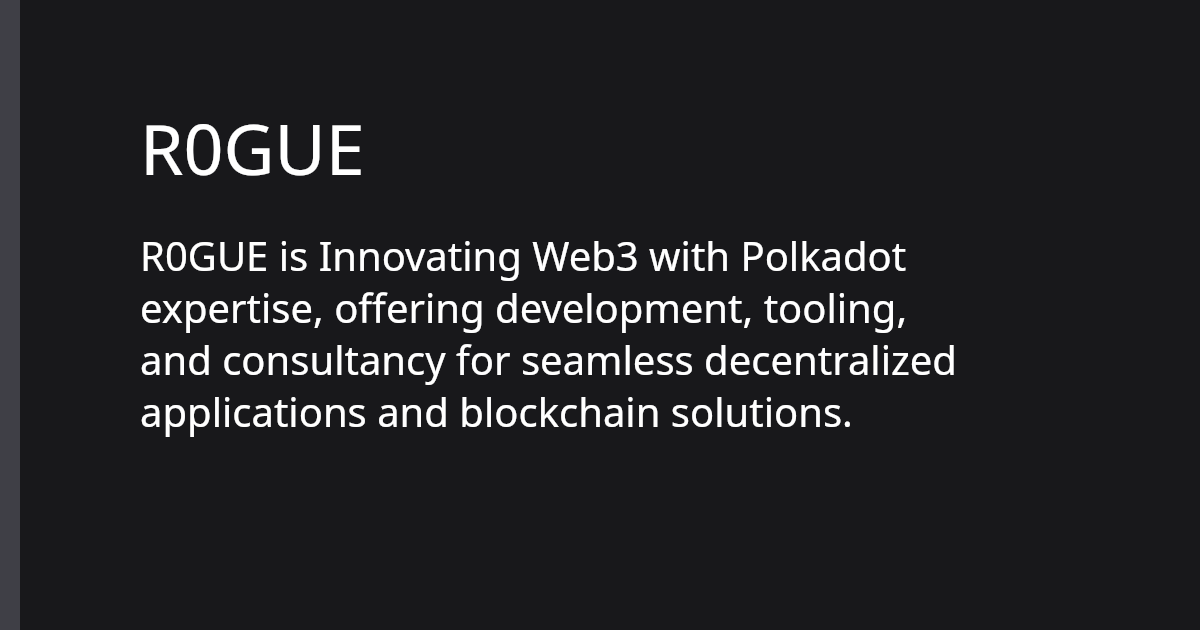 R0GUE
R0GUE is Innovating Web3 with Polkadot
expertise, offering development, tooling,
and consultancy for seamless decentralized
applications and blockchain solutions.